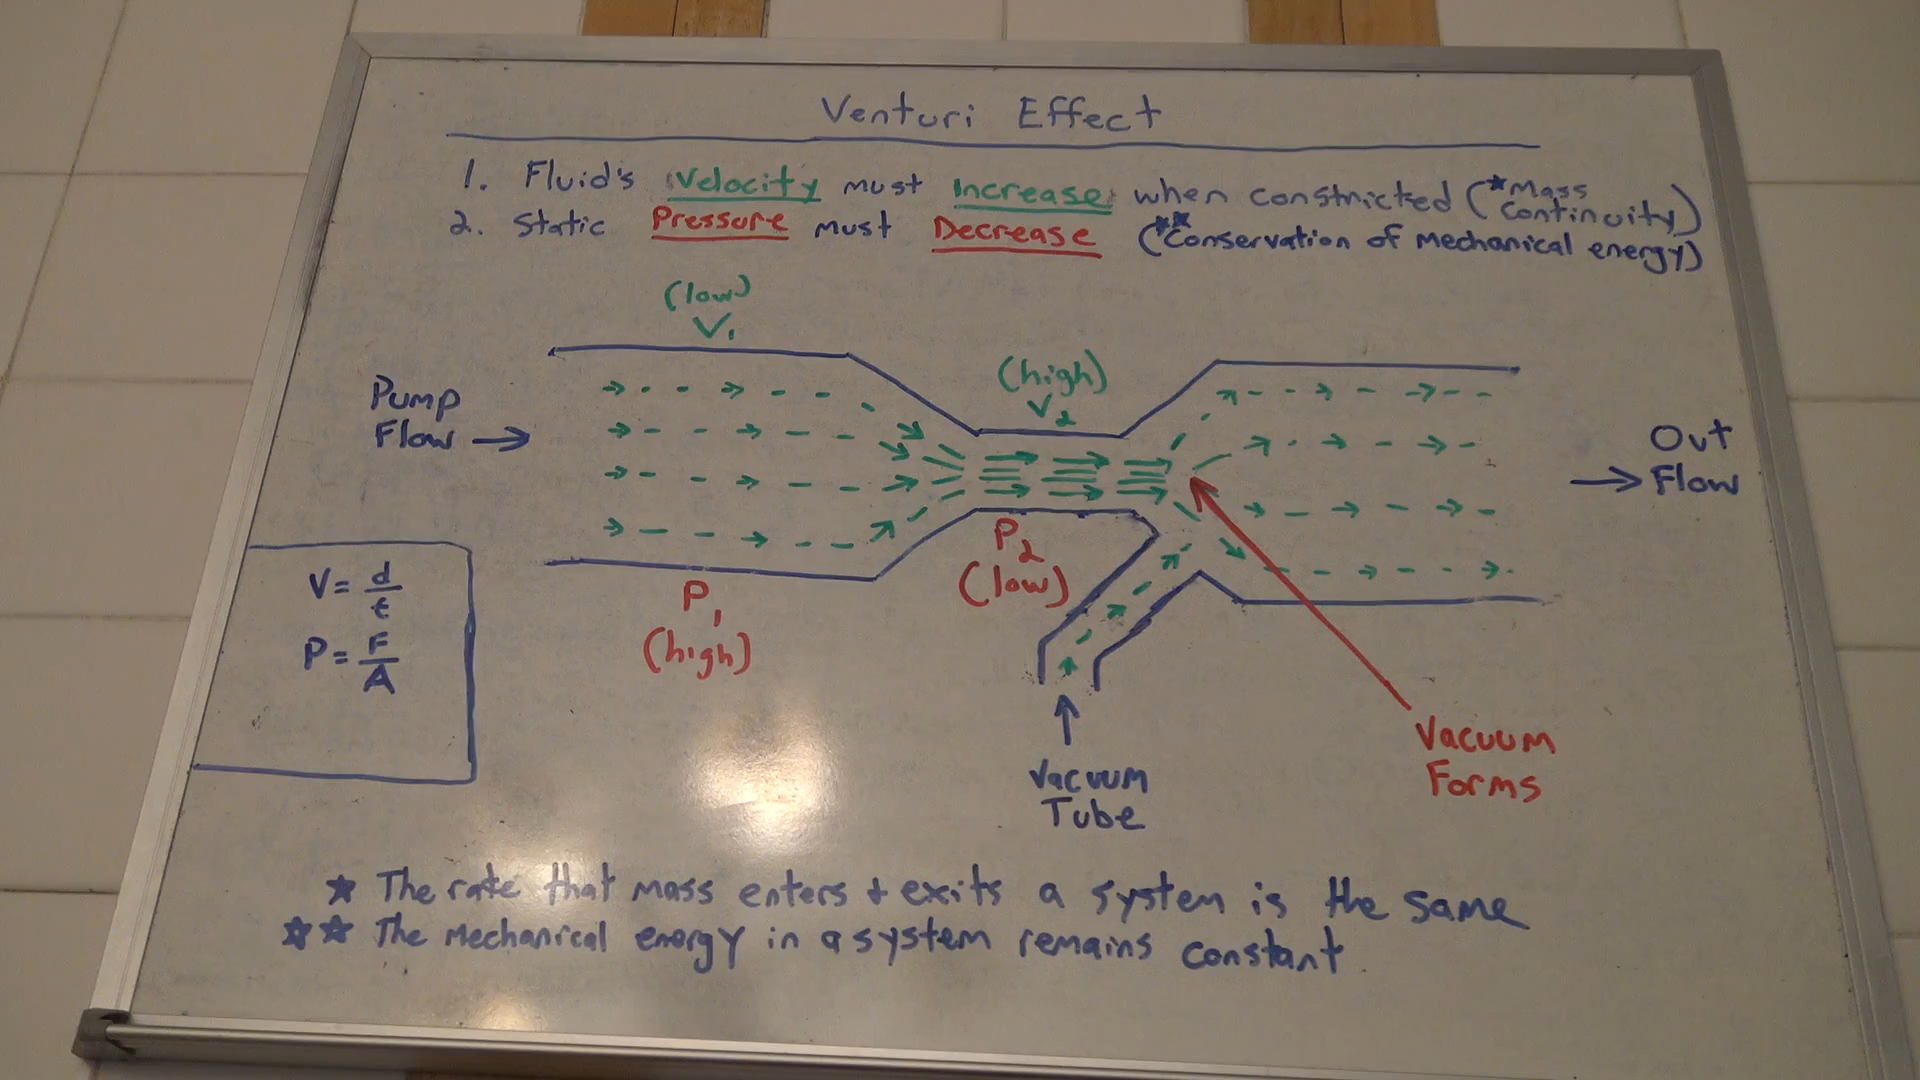 Venturi Effect
1. Fluid's Velocity must Increase when constricted (*Mass Continuity)
2. Static Pressure must Decrease (**Conservation of mechanical energy)
(low)
V1
(high)
V2
Pump
Flow →
Out
→ Flow
P1
(high)
P2
(low)
V = d/t
P = F/A
Vacuum
Tube
Vacuum
Forms
★ The rate that mass enters + exits a system is the same
★★ The Mechanical energy in a system remains constant